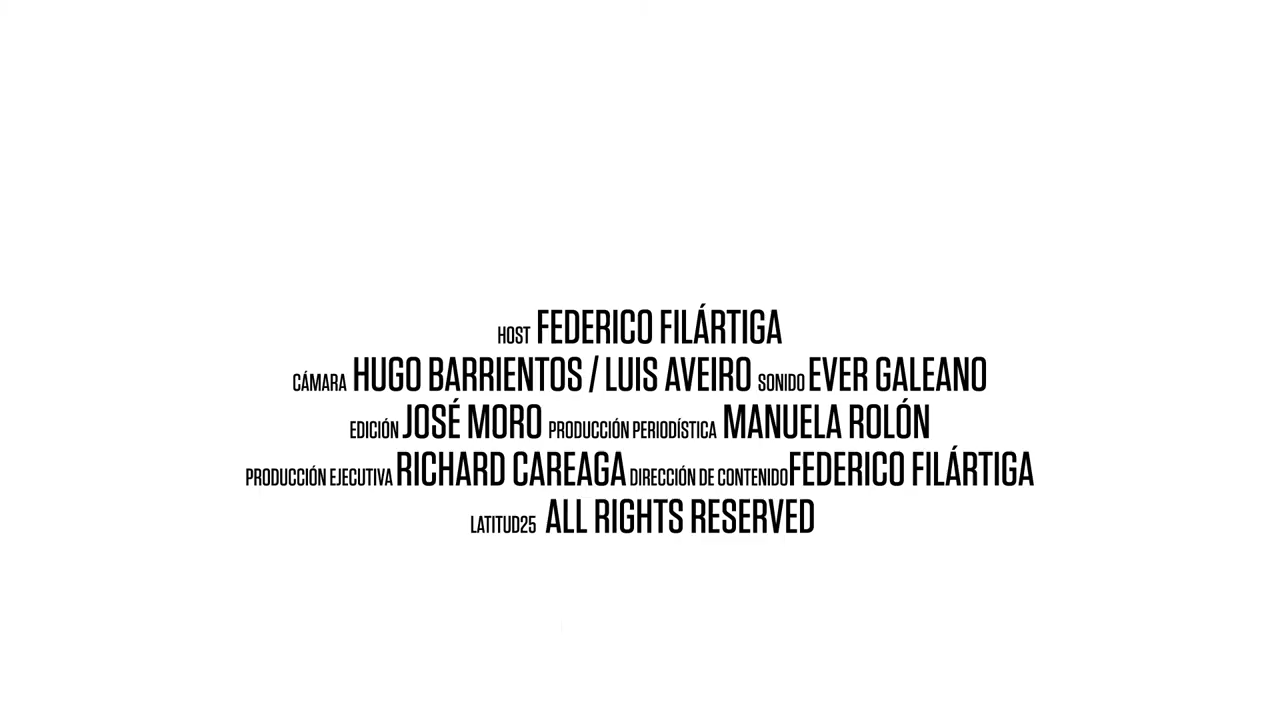 HOST FEDERICO FILÁRTIGA
CÁMARA HUGO BARRIENTOS / LUIS AVEIRO SONIDO EVER GALEANO
EDICIÓN JOSÉ MORO PRODUCCIÓN PERIODÍSTICA MANUELA ROLÓN
PRODUCCIÓN EJECUTIVA RICHARD CAREAGA DIRECCIÓN DE CONTENIDO FEDERICO FILÁRTIGA
LATITUD25 ALL RIGHTS RESERVED